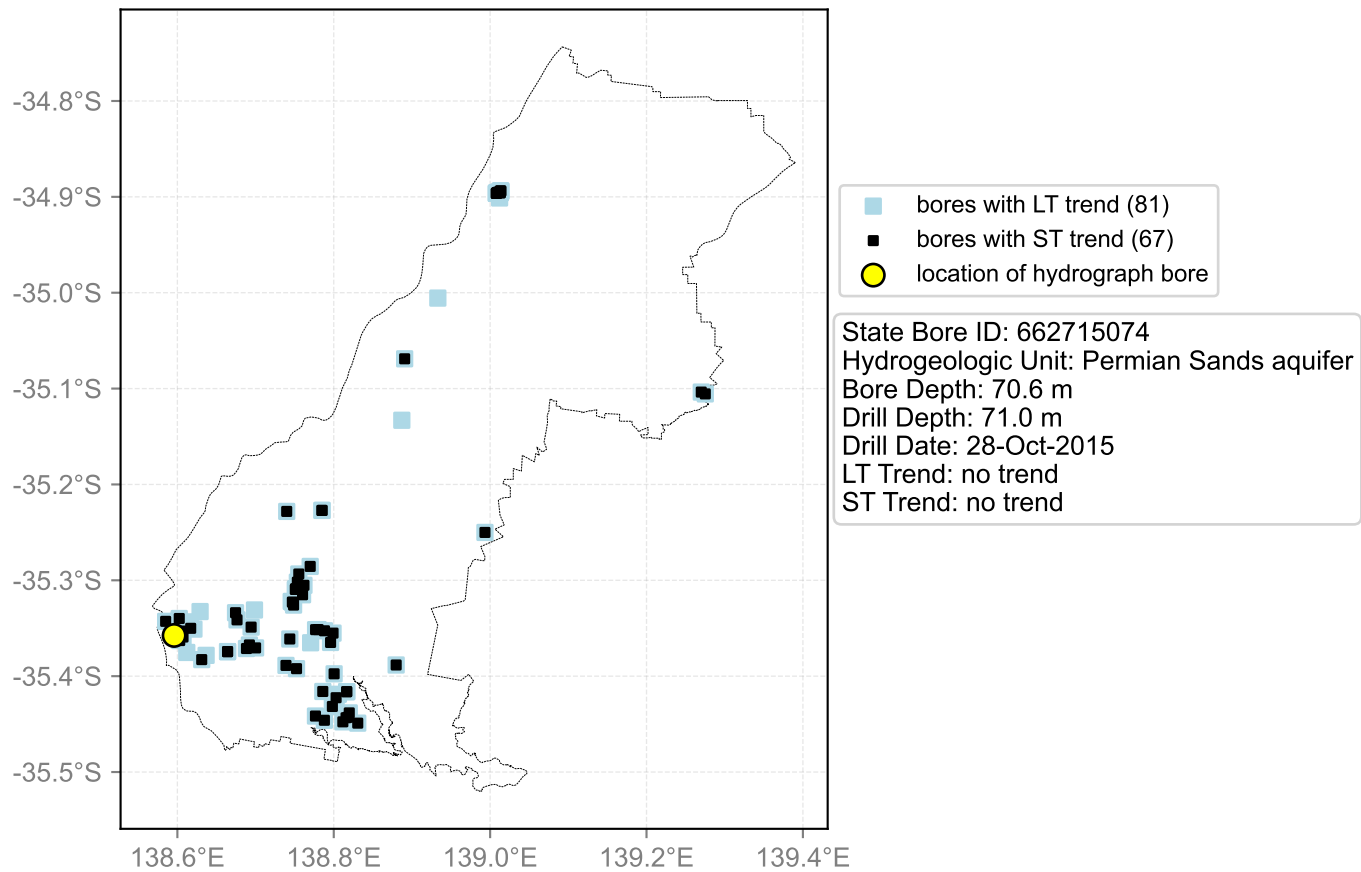 -34.8°S
-34.9°S
-35.0°S
-35.1°S
-35.2°S
-35.3°S
-35.4°S
-35.5°S
138.6°E 138.8°E 139.0°E 139.2°E 139.4°E
bores with LT trend (81)
bores with ST trend (67)
location of hydrograph bore
State Bore ID: 662715074
Hydrogeologic Unit: Permian Sands aquifer
Bore Depth: 70.6 m
Drill Depth: 71.0 m
Drill Date: 28-Oct-2015
LT Trend: no trend
ST Trend: no trend